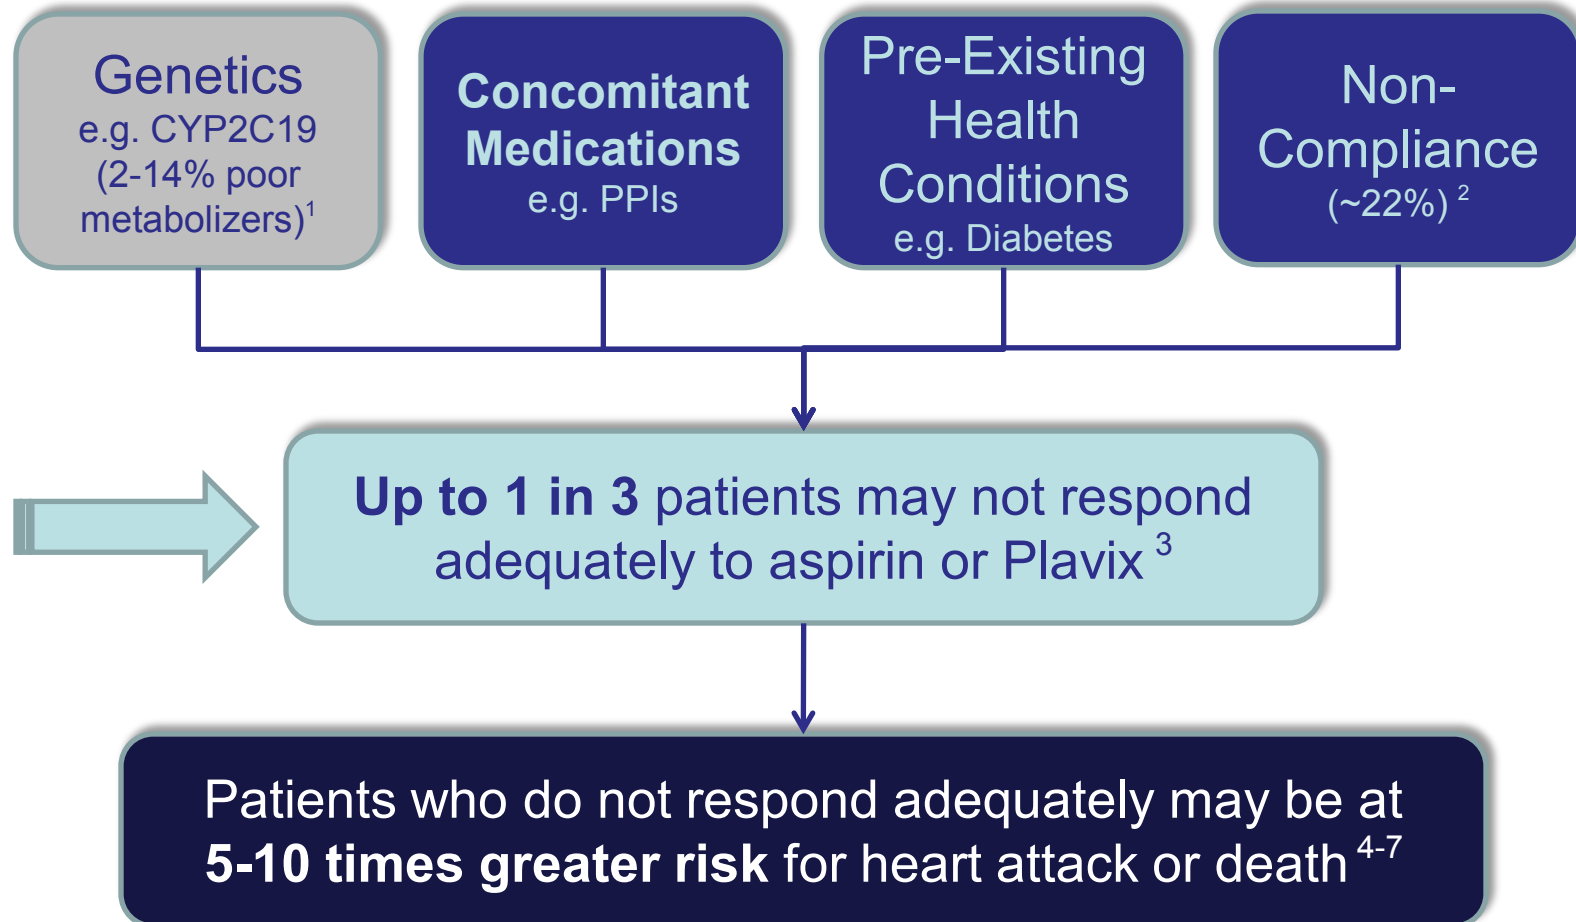 Genetics
e.g. CYP2C19
(2-14% poor
metabolizers)1
Concomitant
Medications
e.g. PPIs
Pre-Existing
Health
Conditions
e.g. Diabetes
Non-
Compliance
(~22%) 2
Up to 1 in 3 patients may not respond
adequately to aspirin or Plavix 3
Patients who do not respond adequately may be at
5-10 times greater risk for heart attack or death 4-7